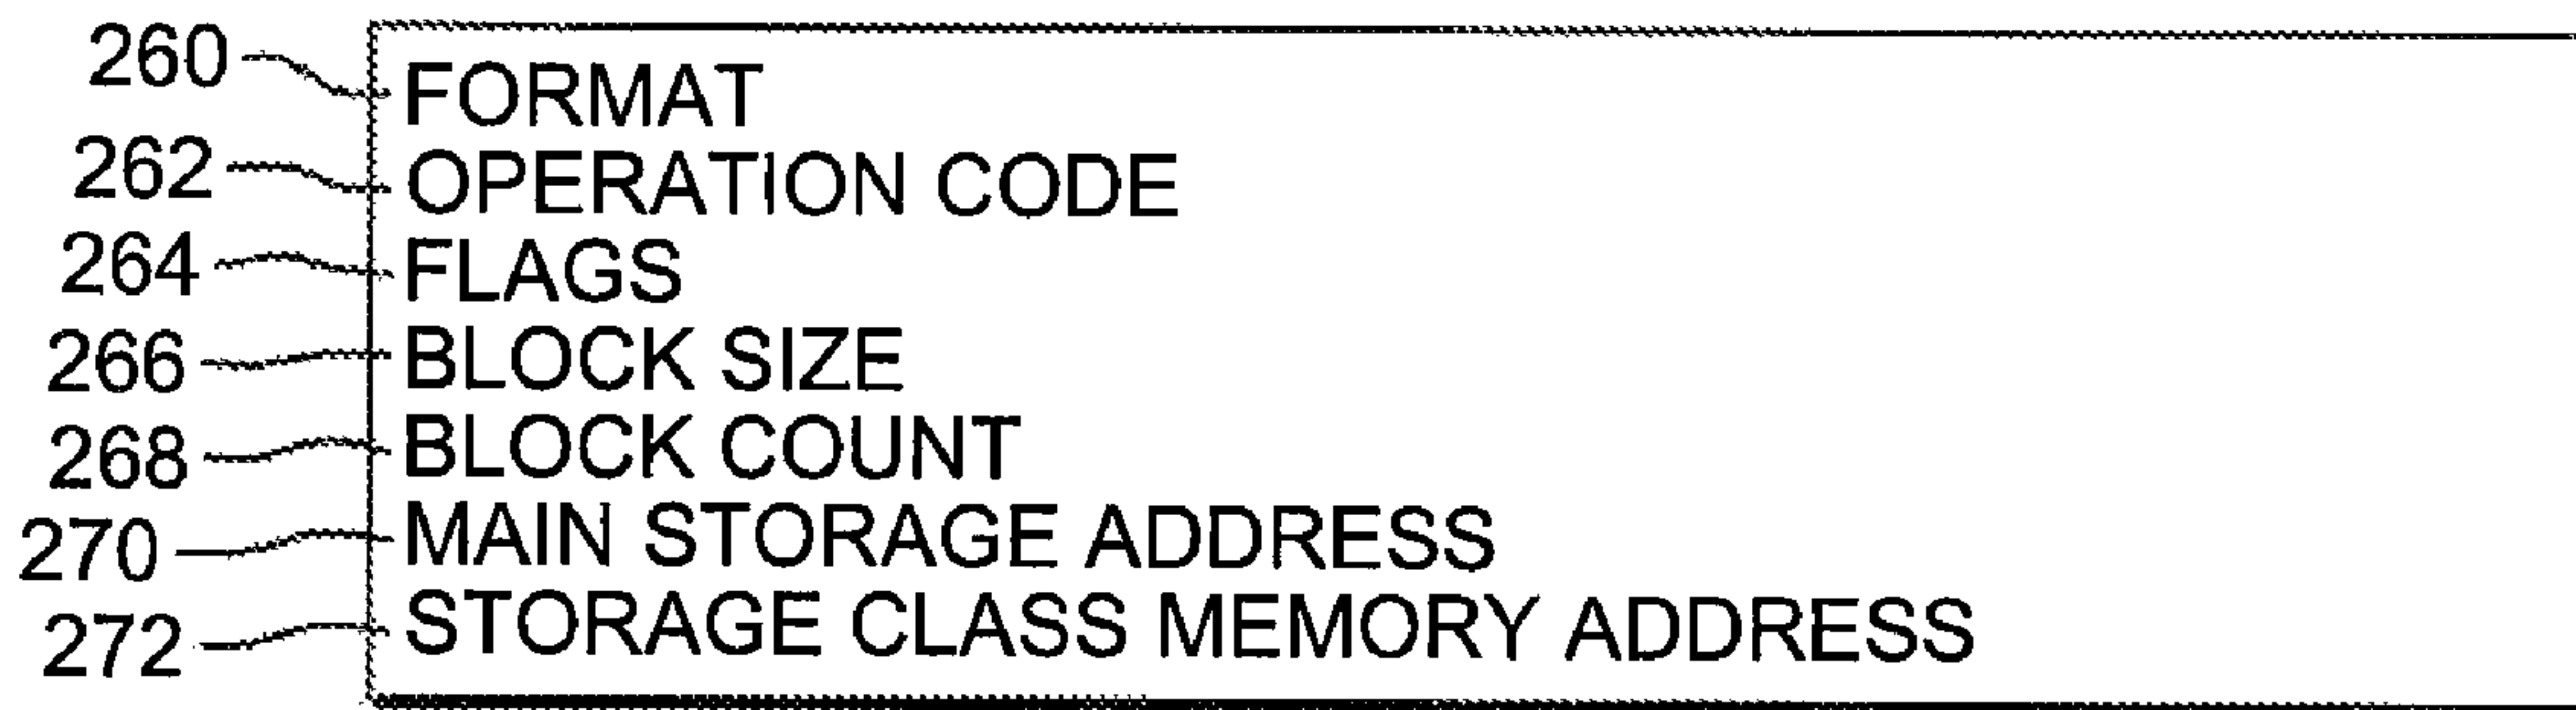 260 FORMAT
262 OPERATION CODE
264 FLAGS
266 BLOCK SIZE
268 BLOCK COUNT
270 MAIN STORAGE ADDRESS
272 STORAGE CLASS MEMORY ADDRESS